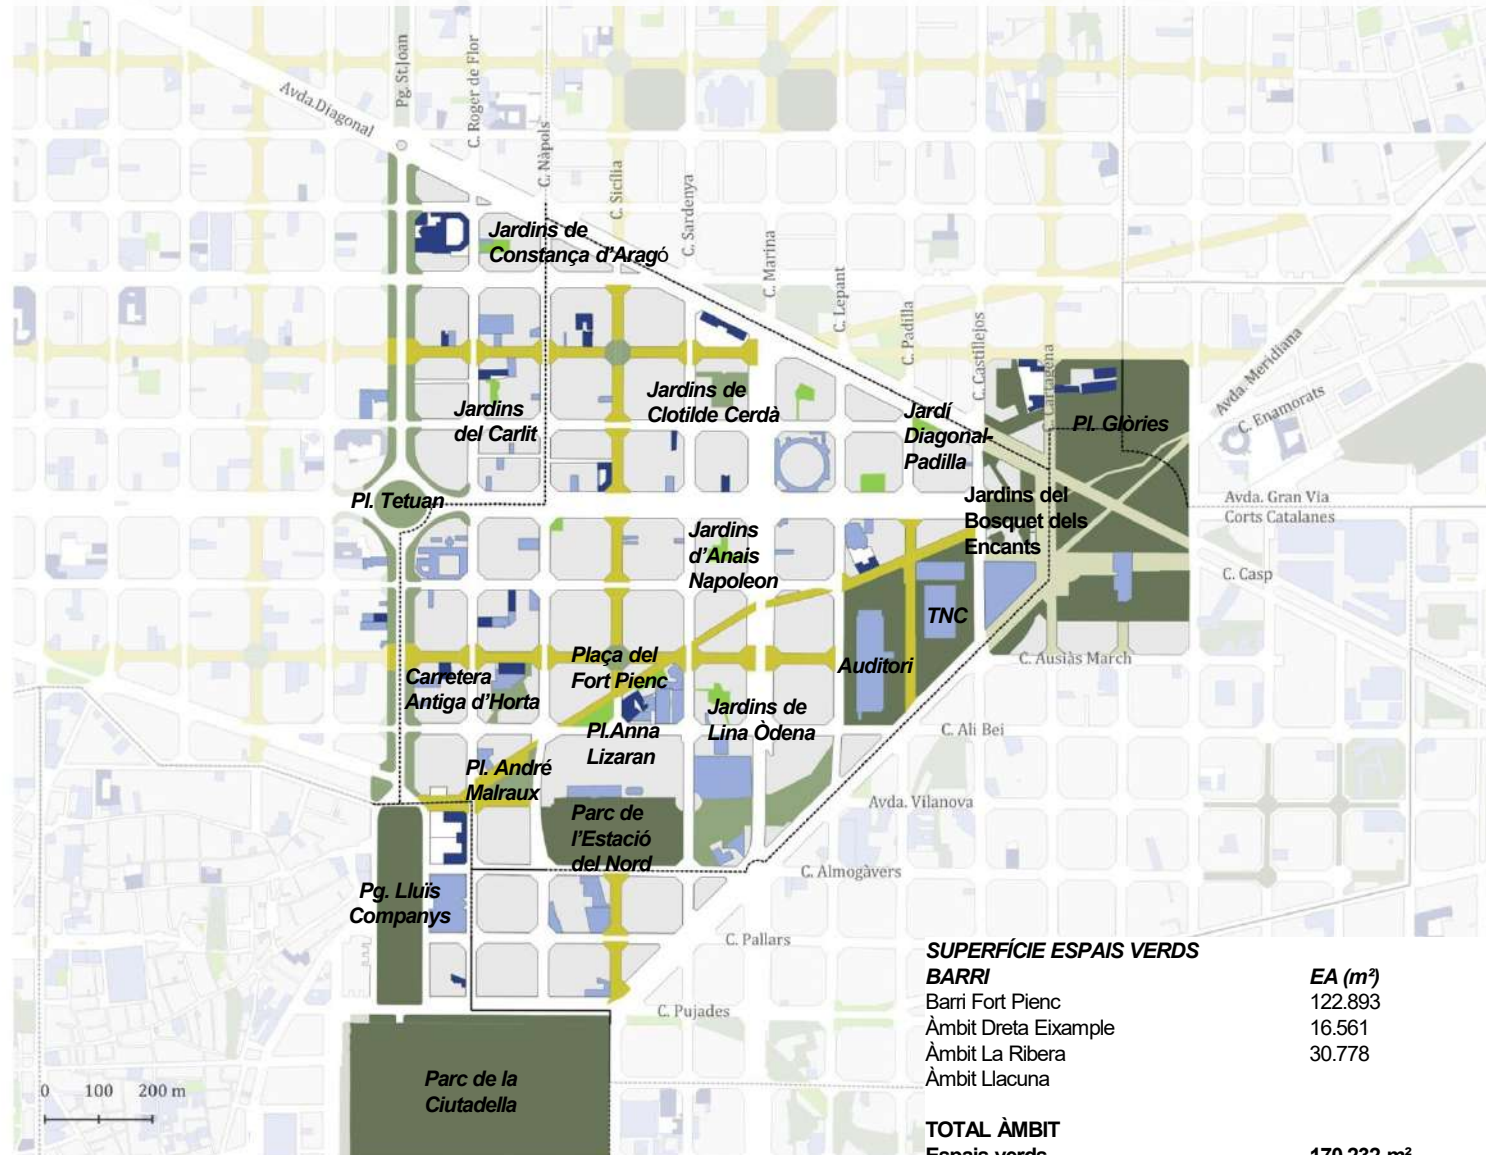 Pg. St.Joan
C. Roger de Flor
Avda.Diagonal
C. Nàpols
C. Sicília
C. Sardenya
C. Marina
C. Lepant
C. Padilla
C. Castillejos
C. Cartagena
Avda. Meridiana
C. Enamorats
Jardins de
Constança d'Aragó
Jardins
del Carlit
Jardins de
Clotilde Cerdà
Jardí
Diagonal-
Padilla
Pl. Glòries
Pl. Tetuan
Jardins del
Bosquet dels
Encants
Avda. Gran Via
Corts Catalanes
Jardins
d'Anais
Napoleon
C. Casp
TNC
Plaça del
Fort Pienc
Auditori
C. Ausiàs March
Carretera
Antiga d'Horta
Jardins de
Lina Òdena
Pl.Anna
Lizaran
C. Ali Bei
Pl. André
Malraux
Avda. Vilanova
Parc de
l'Estació
del Nord
C. Almogàvers
Pg. Lluïs
Companys
C. Pallars
C. Pujades
Parc de la
Ciutadella
0 100 200 m
SUPERFÍCIE ESPAIS VERDS
BARRI EA (m²)
Barri Fort Pienc 122.893
Àmbit Dreta Eixample 16.561
Àmbit La Ribera 30.778
Àmbit Llacuna
TOTAL ÀMBIT
Espais verds 170.232 m²